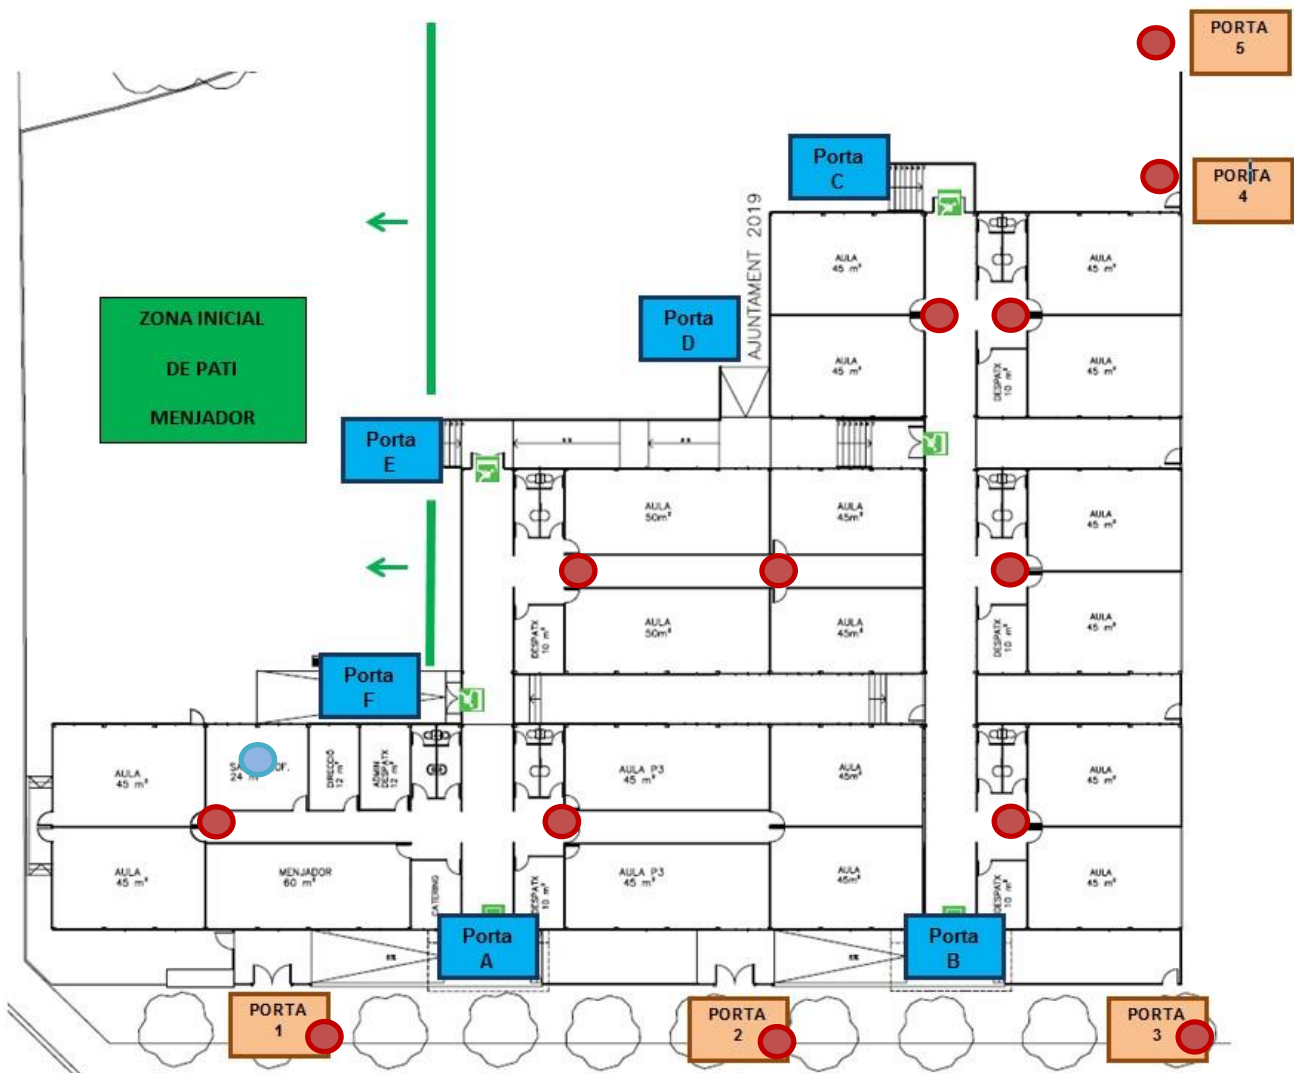 PORTA
5
Porta
C
PORTA
4
AJUNTAMENT 2019
AULA
45 m²
AULA
45 m²
ZONA INICIAL
DE PATI
MENJADOR
Porta
D
AULA
45 m²
DESPATX
10 m²
AULA
45 m²
Porta
E
AULA
50m²
AULA
45m²
AULA
45 m²
DESPATX
10 m²
AULA
50m²
AULA
45m²
DESPATX
10 m²
AULA
45 m²
Porta
F
AULA
45 m²
24 m
DIRECCIÓ
12 m²
ADMIN
DESPATX
12 m²
AULA P3
45 m²
AULA
45m²
AULA
45 m²
AULA
45 m²
MENJADOR
60 m²
CATERING
DESPATX
10 m²
AULA P3
45 m²
AULA
45m²
DESPATX
10 m²
AULA
45 m²
Porta
A
Porta
B
PORTA
1
PORTA
2
PORTA
3